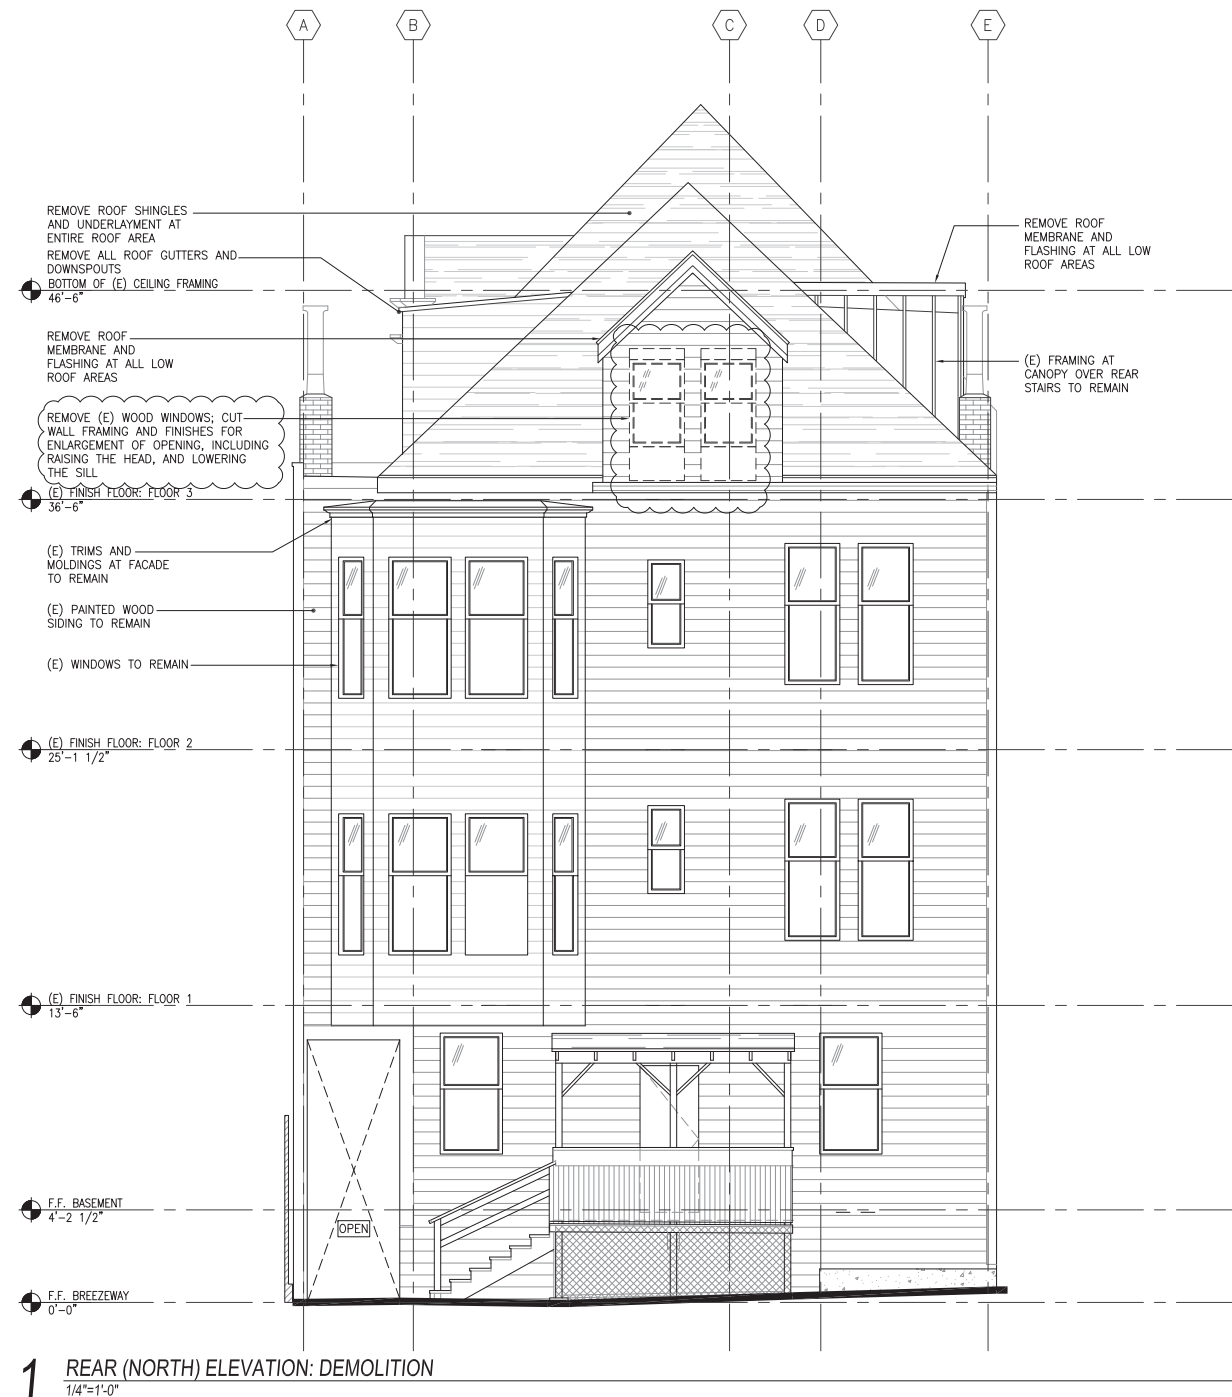 A
B
C
D
E
REMOVE ROOF SHINGLES
AND UNDERLAYMENT AT
ENTIRE ROOF AREA
REMOVE ALL ROOF GUTTERS AND
DOWNSPOUTS
BOTTOM OF (E) CEILING FRAMING
46'-6"
REMOVE ROOF
MEMBRANE AND
FLASHING AT ALL LOW
ROOF AREAS
REMOVE ROOF
MEMBRANE AND
FLASHING AT ALL LOW
ROOF AREAS
(E) FRAMING AT
CANOPY OVER REAR
STAIRS TO REMAIN
REMOVE (E) WOOD WINDOWS; CUT
WALL FRAMING AND FINISHES FOR
ENLARGEMENT OF OPENING, INCLUDING
RAISING THE HEAD, AND LOWERING
THE SILL
(E) FINISH FLOOR: FLOOR 3
36'-6"
(E) TRIMS AND
MOLDINGS AT FACADE
TO REMAIN
(E) PAINTED WOOD
SIDING TO REMAIN
(E) WINDOWS TO REMAIN
(E) FINISH FLOOR: FLOOR 2
25'-1 1/2"
(E) FINISH FLOOR: FLOOR 1
13'-6"
F.F. BASEMENT
4'-2 1/2"
OPEN
F.F. BREEZEWAY
0'-0"
1 REAR (NORTH) ELEVATION: DEMOLITION
1/4"=1'-0"